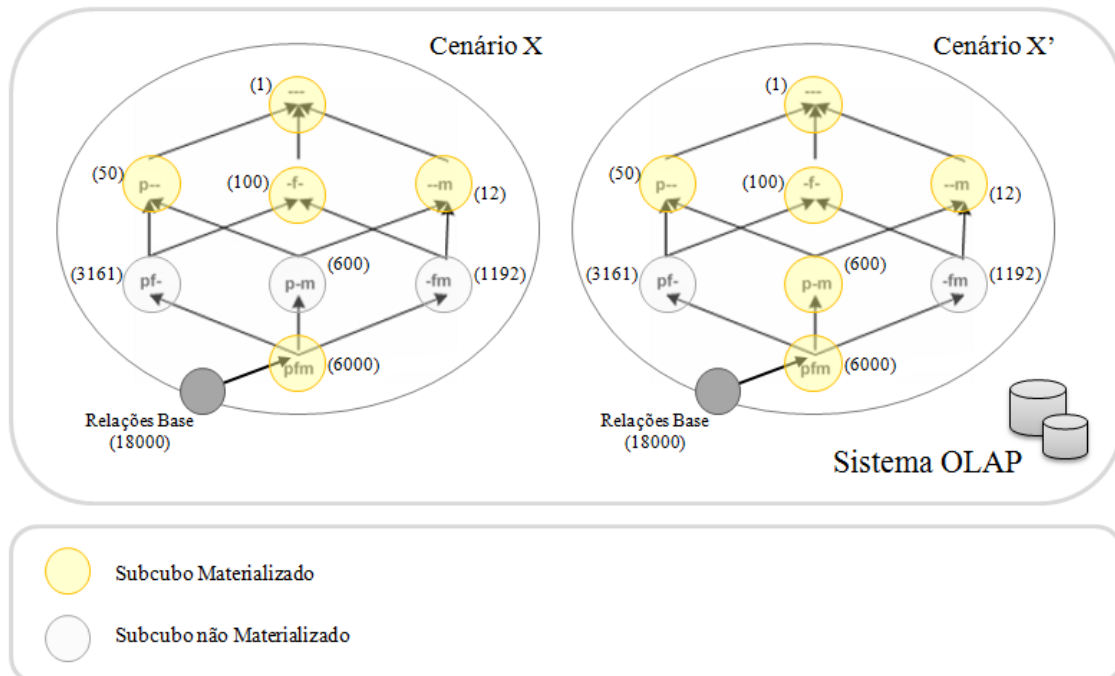 Cenário X
Cenário X’
(1)
---
(50)
p--
(100)
-f-
--m
(12)
(3161)
pf-
(600)
p-m
(1192)
-fm
pfm
(6000)
Relações Base
(18000)
(1)
---
(50)
p--
(100)
-f-
--m
(12)
(3161)
pf-
(600)
p-m
(1192)
-fm
pfm
(6000)
Relações Base
(18000)
Sistema OLAP
Subcubo Materializado
Subcubo não Materializado